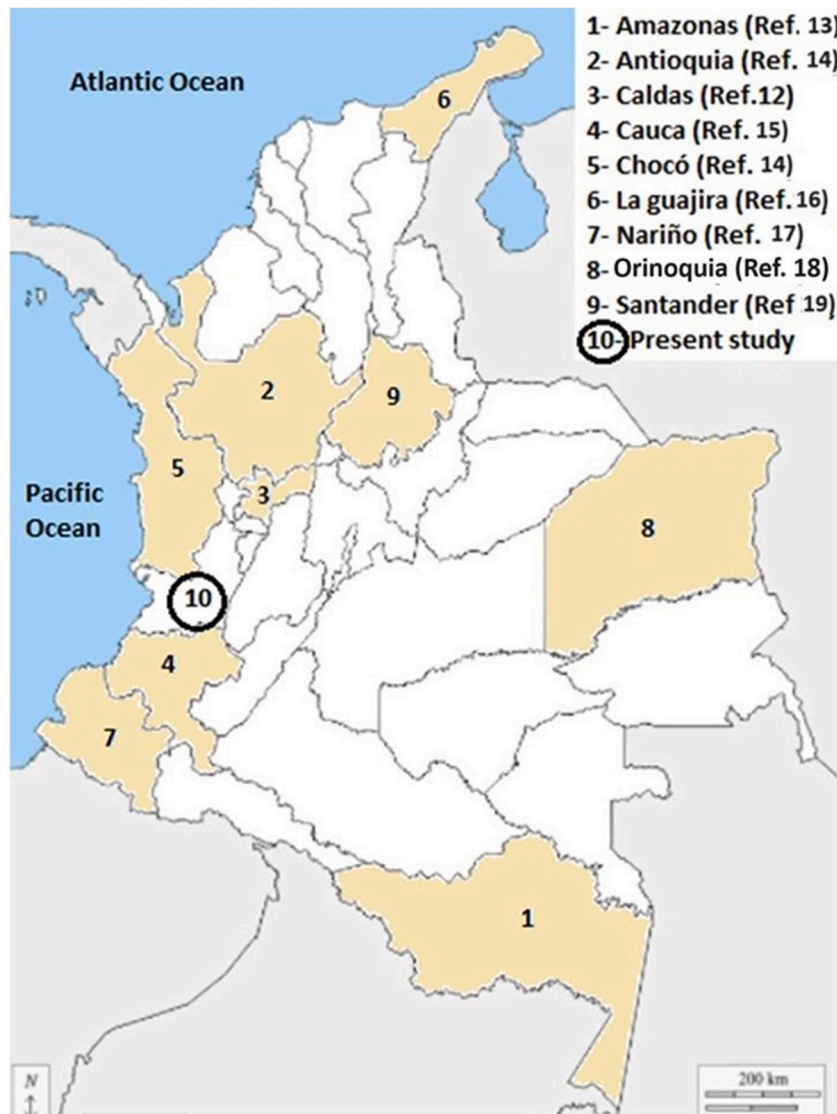 Atlantic Ocean
1- Amazonas (Ref. 13)
2- Antioquia (Ref. 14)
3- Caldas (Ref.12)
4- Cauca (Ref. 15)
5- Chocó (Ref. 14)
6- La guajira (Ref.16)
7- Nariño (Ref. 17)
8- Orinoquia (Ref. 18)
9- Santander (Ref 19)
10- Present study
6
2
9
5
3
Pacific
Ocean
8
10
4
7
1
N
200 km